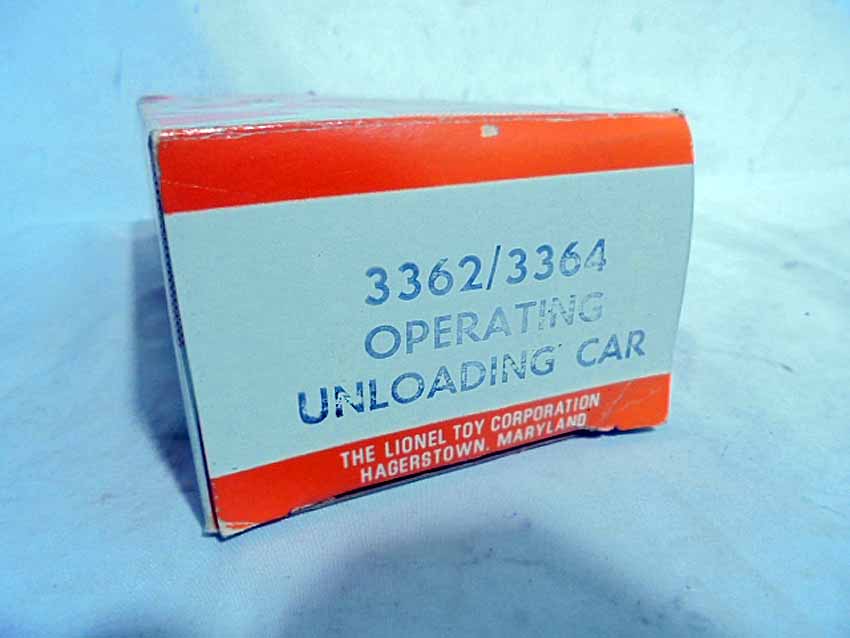 3362/3364
OPERATING
UNLOADING CAR
THE LIONEL TOY CORPORATION
HAGERSTOWN, MARYLAND